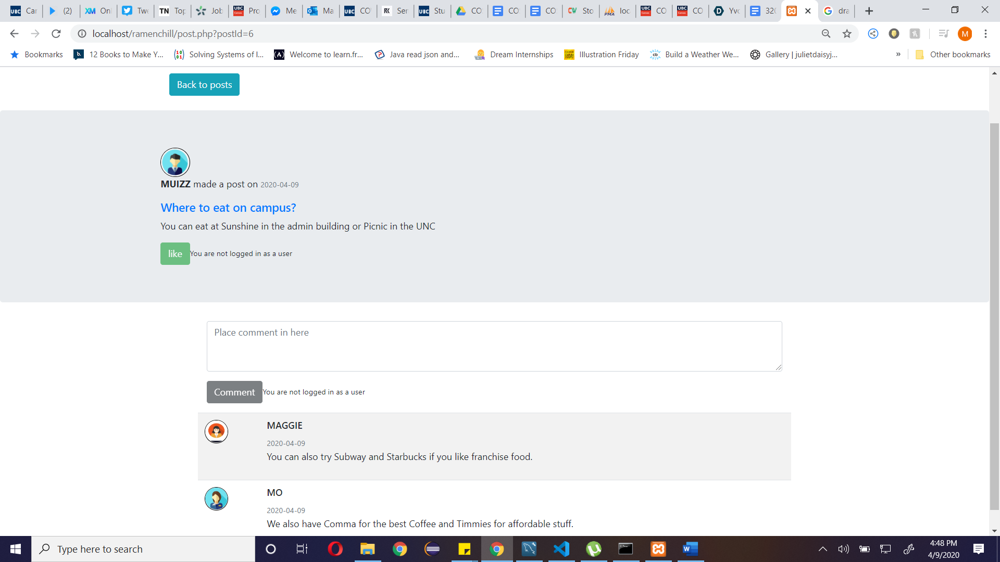 Car
(2)
Onl
Twe
TN Top
Job
Pro
Me
Ma
CO
Ser
Stu
CO
CO
CO
Sto
loc
CO
CO
Yvo
320
dra
localhost/ramenchill/post.php?postId=6
M
Bookmarks
12 Books to Make Y...
Solving Systems of I...
Welcome to learn.fr...
Java read json and...
Dream Internships
Illustration Friday
Build a Weather We...
Gallery | julietdaisyj...
»
Other bookmarks
Back to posts
MUIZZ made a post on 2020-04-09
Where to eat on campus?
You can eat at Sunshine in the admin building or Picnic in the UNC
like You are not logged in as a user
Place comment in here
Comment You are not logged in as a user
MAGGIE
2020-04-09
You can also try Subway and Starbucks if you like franchise food.
MO
2020-04-09
We also have Comma for the best Coffee and Timmies for affordable stuff.
Type here to search
4:48 PM
4/9/2020